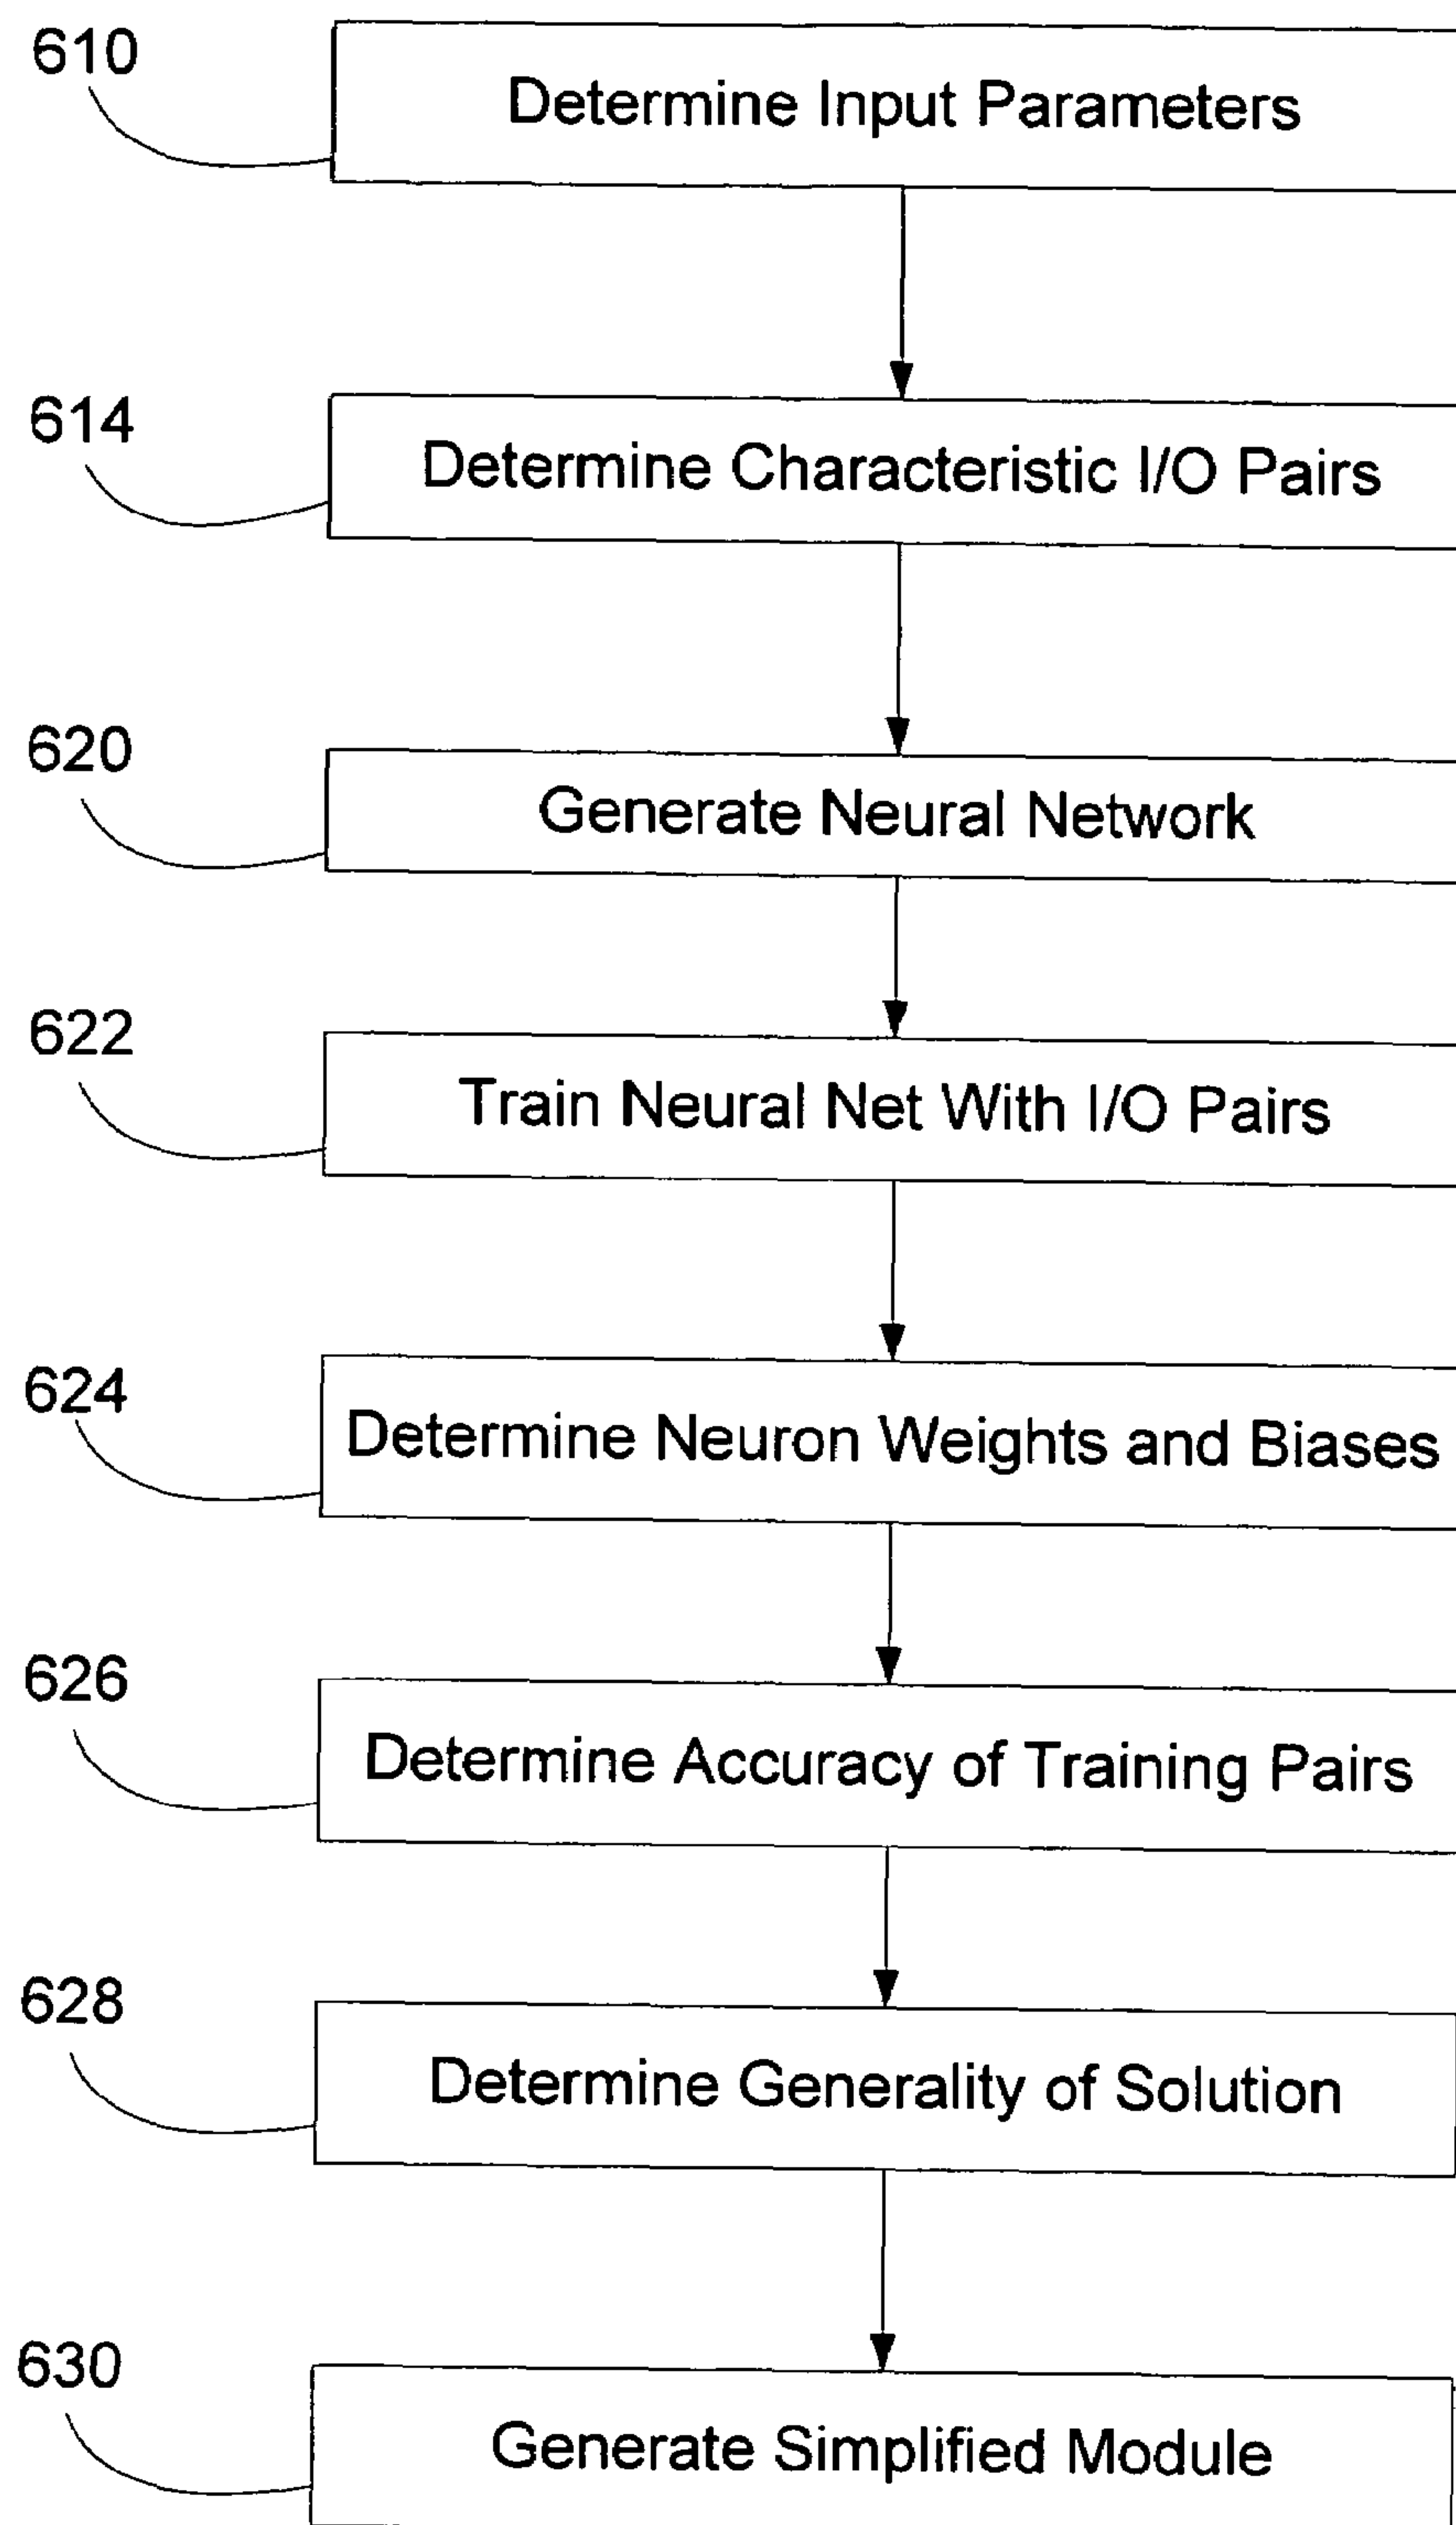 610
Determine Input Parameters
614
Determine Characteristic I/O Pairs
620
Generate Neural Network
622
Train Neural Net With I/O Pairs
624
Determine Neuron Weights and Biases
626
Determine Accuracy of Training Pairs
628
Determine Generality of Solution
630
Generate Simplified Module